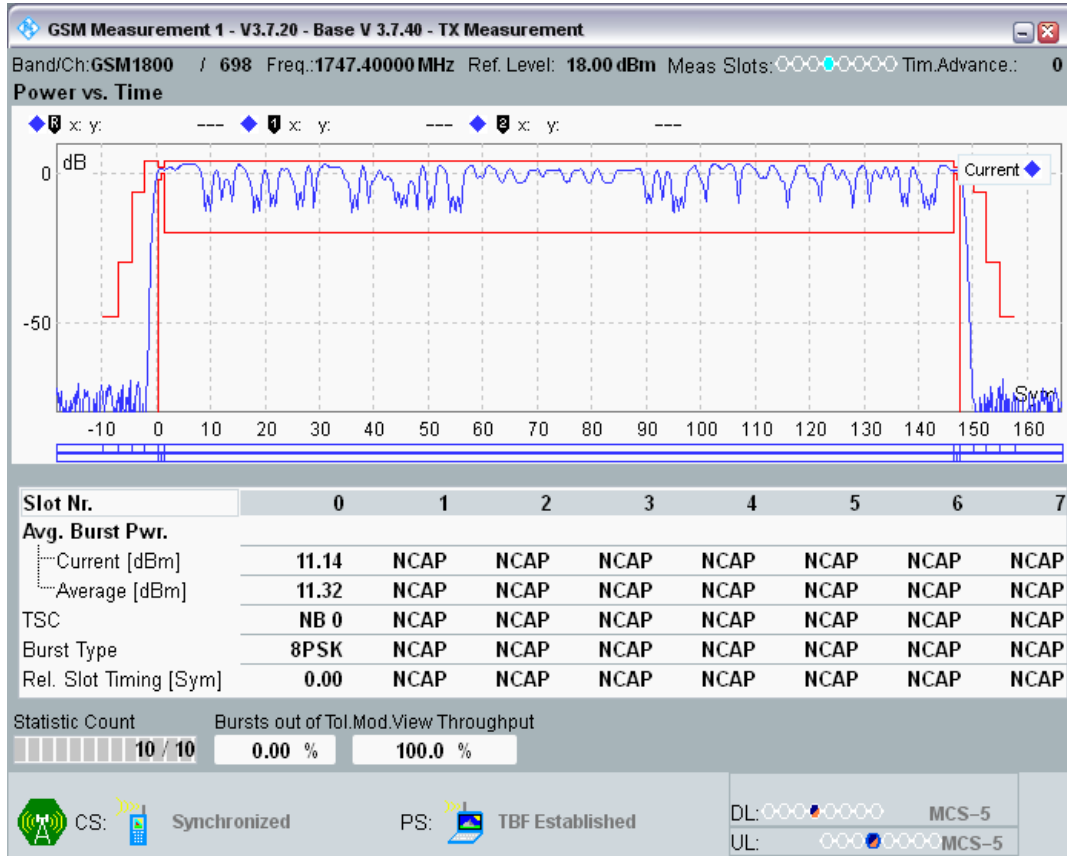 GSM Measurement 1 - V3.7.20 - Base V 3.7.40 - TX Measurement
Band/Ch:GSM1800 / 698 Freq.:1747.40000 MHz Ref. Level: 18.00 dBm Meas Slots: Tim.Advance.: 0
Power vs. Time
R x: y: --- 1 x: y: --- 2 x: y: ---
dB
Current
0
-50
Sym
-10 0 10 20 30 40 50 60 70 80 90 100 110 120 130 140 150 160
Slot Nr. 0 1 2 3 4 5 6 7
Avg. Burst Pwr.
Current [dBm] 11.14 NCAP NCAP NCAP NCAP NCAP NCAP NCAP
Average [dBm] 11.32 NCAP NCAP NCAP NCAP NCAP NCAP NCAP
TSC NB 0 NCAP NCAP NCAP NCAP NCAP NCAP NCAP
Burst Type 8PSK NCAP NCAP NCAP NCAP NCAP NCAP NCAP
Rel. Slot Timing [Sym] 0.00 NCAP NCAP NCAP NCAP NCAP NCAP NCAP
Statistic Count Bursts out of Tol. Mod.View Throughput
10 / 10 0.00 % 100.0 %
CS: Synchronized PS: TBF Established DL: MCS-5
UL: MCS-5